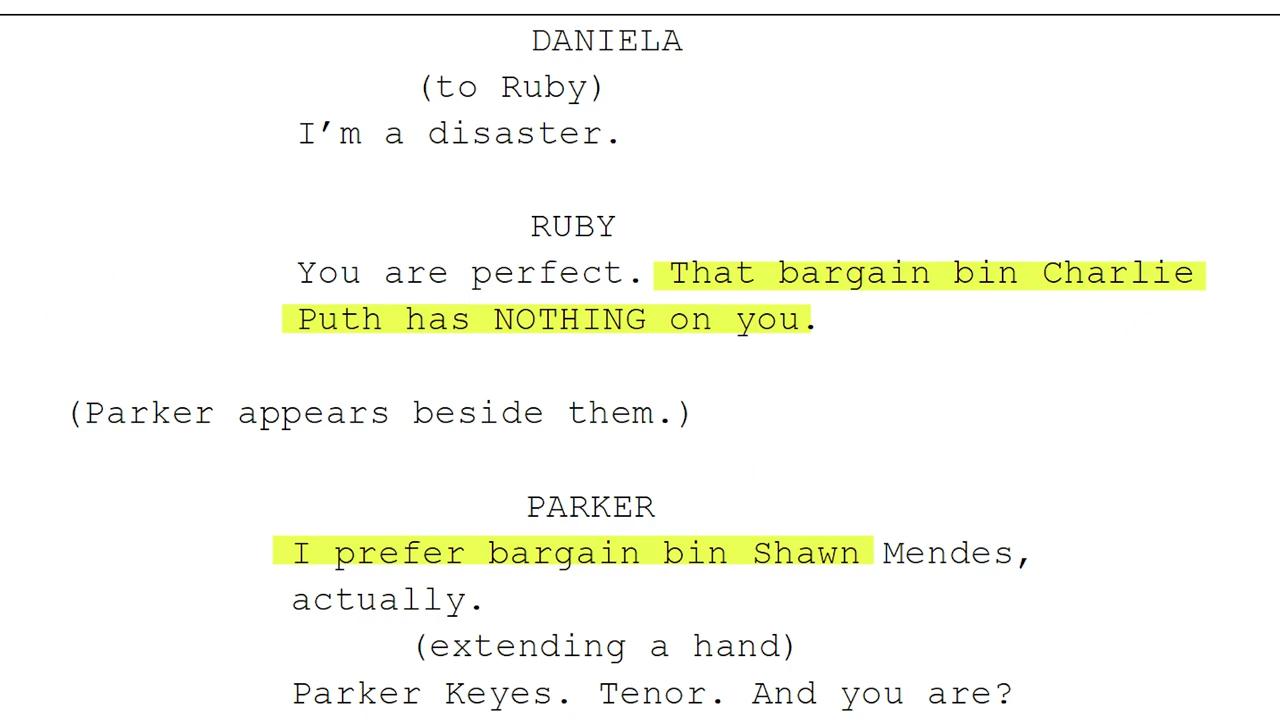 DANIELA
(to Ruby)
I’m a disaster.
RUBY
You are perfect. That bargain bin Charlie
Puth has NOTHING on you.
(Parker appears beside them.)
PARKER
I prefer bargain bin Shawn Mendes,
actually.
(extending a hand)
Parker Keyes. Tenor. And you are?